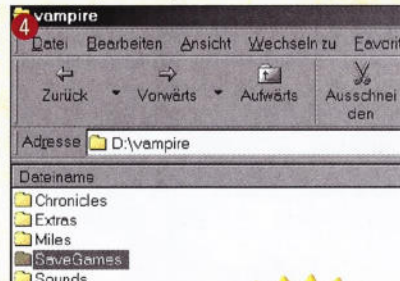 4
vampire
Datei Bearbeiten Ansicht Wechseln zu Favorit
Zurück Vorwärts Aufwärts Ausschnei
den
Adresse D:\vampire
Dateiname
Chronicles
Extras
Miles
SaveGames
Sounds